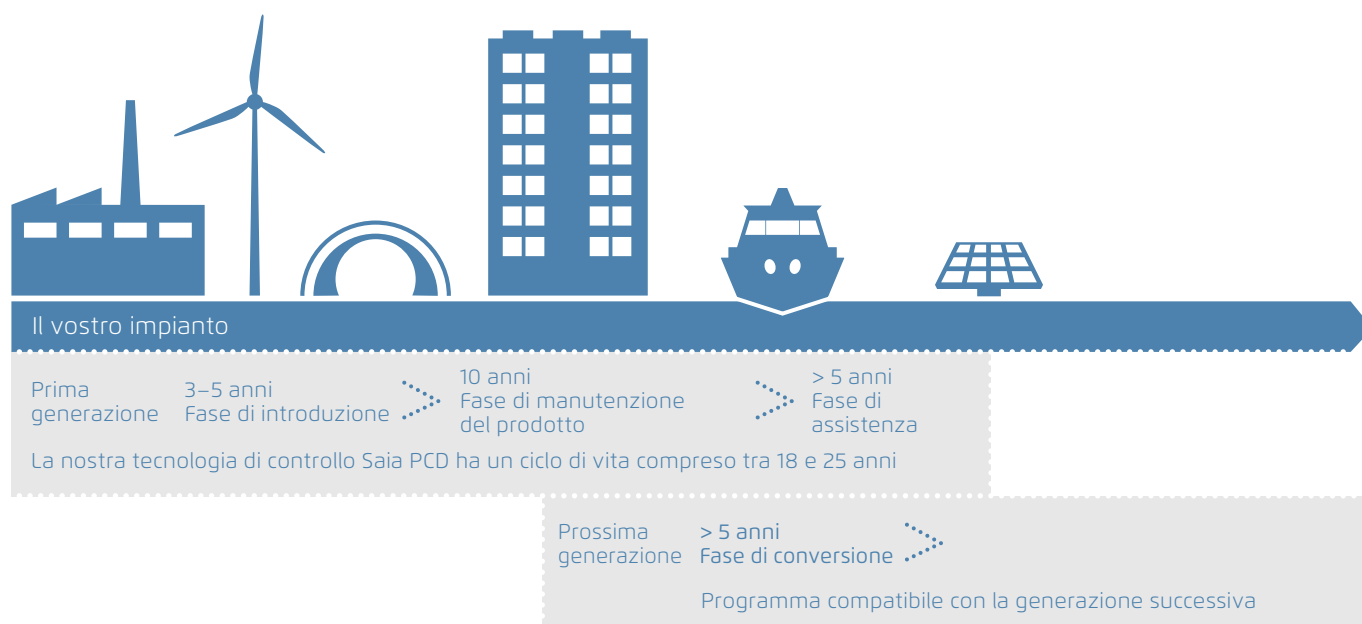 Il vostro impianto
Prima
generazione
3–5 anni
Fase di introduzione
10 anni
Fase di manutenzione
del prodotto
> 5 anni
Fase di
assistenza
La nostra tecnologia di controllo Saia PCD ha un ciclo di vita compreso tra 18 e 25 anni
Prossima
generazione
> 5 anni
Fase di conversione
Programma compatibile con la generazione successiva